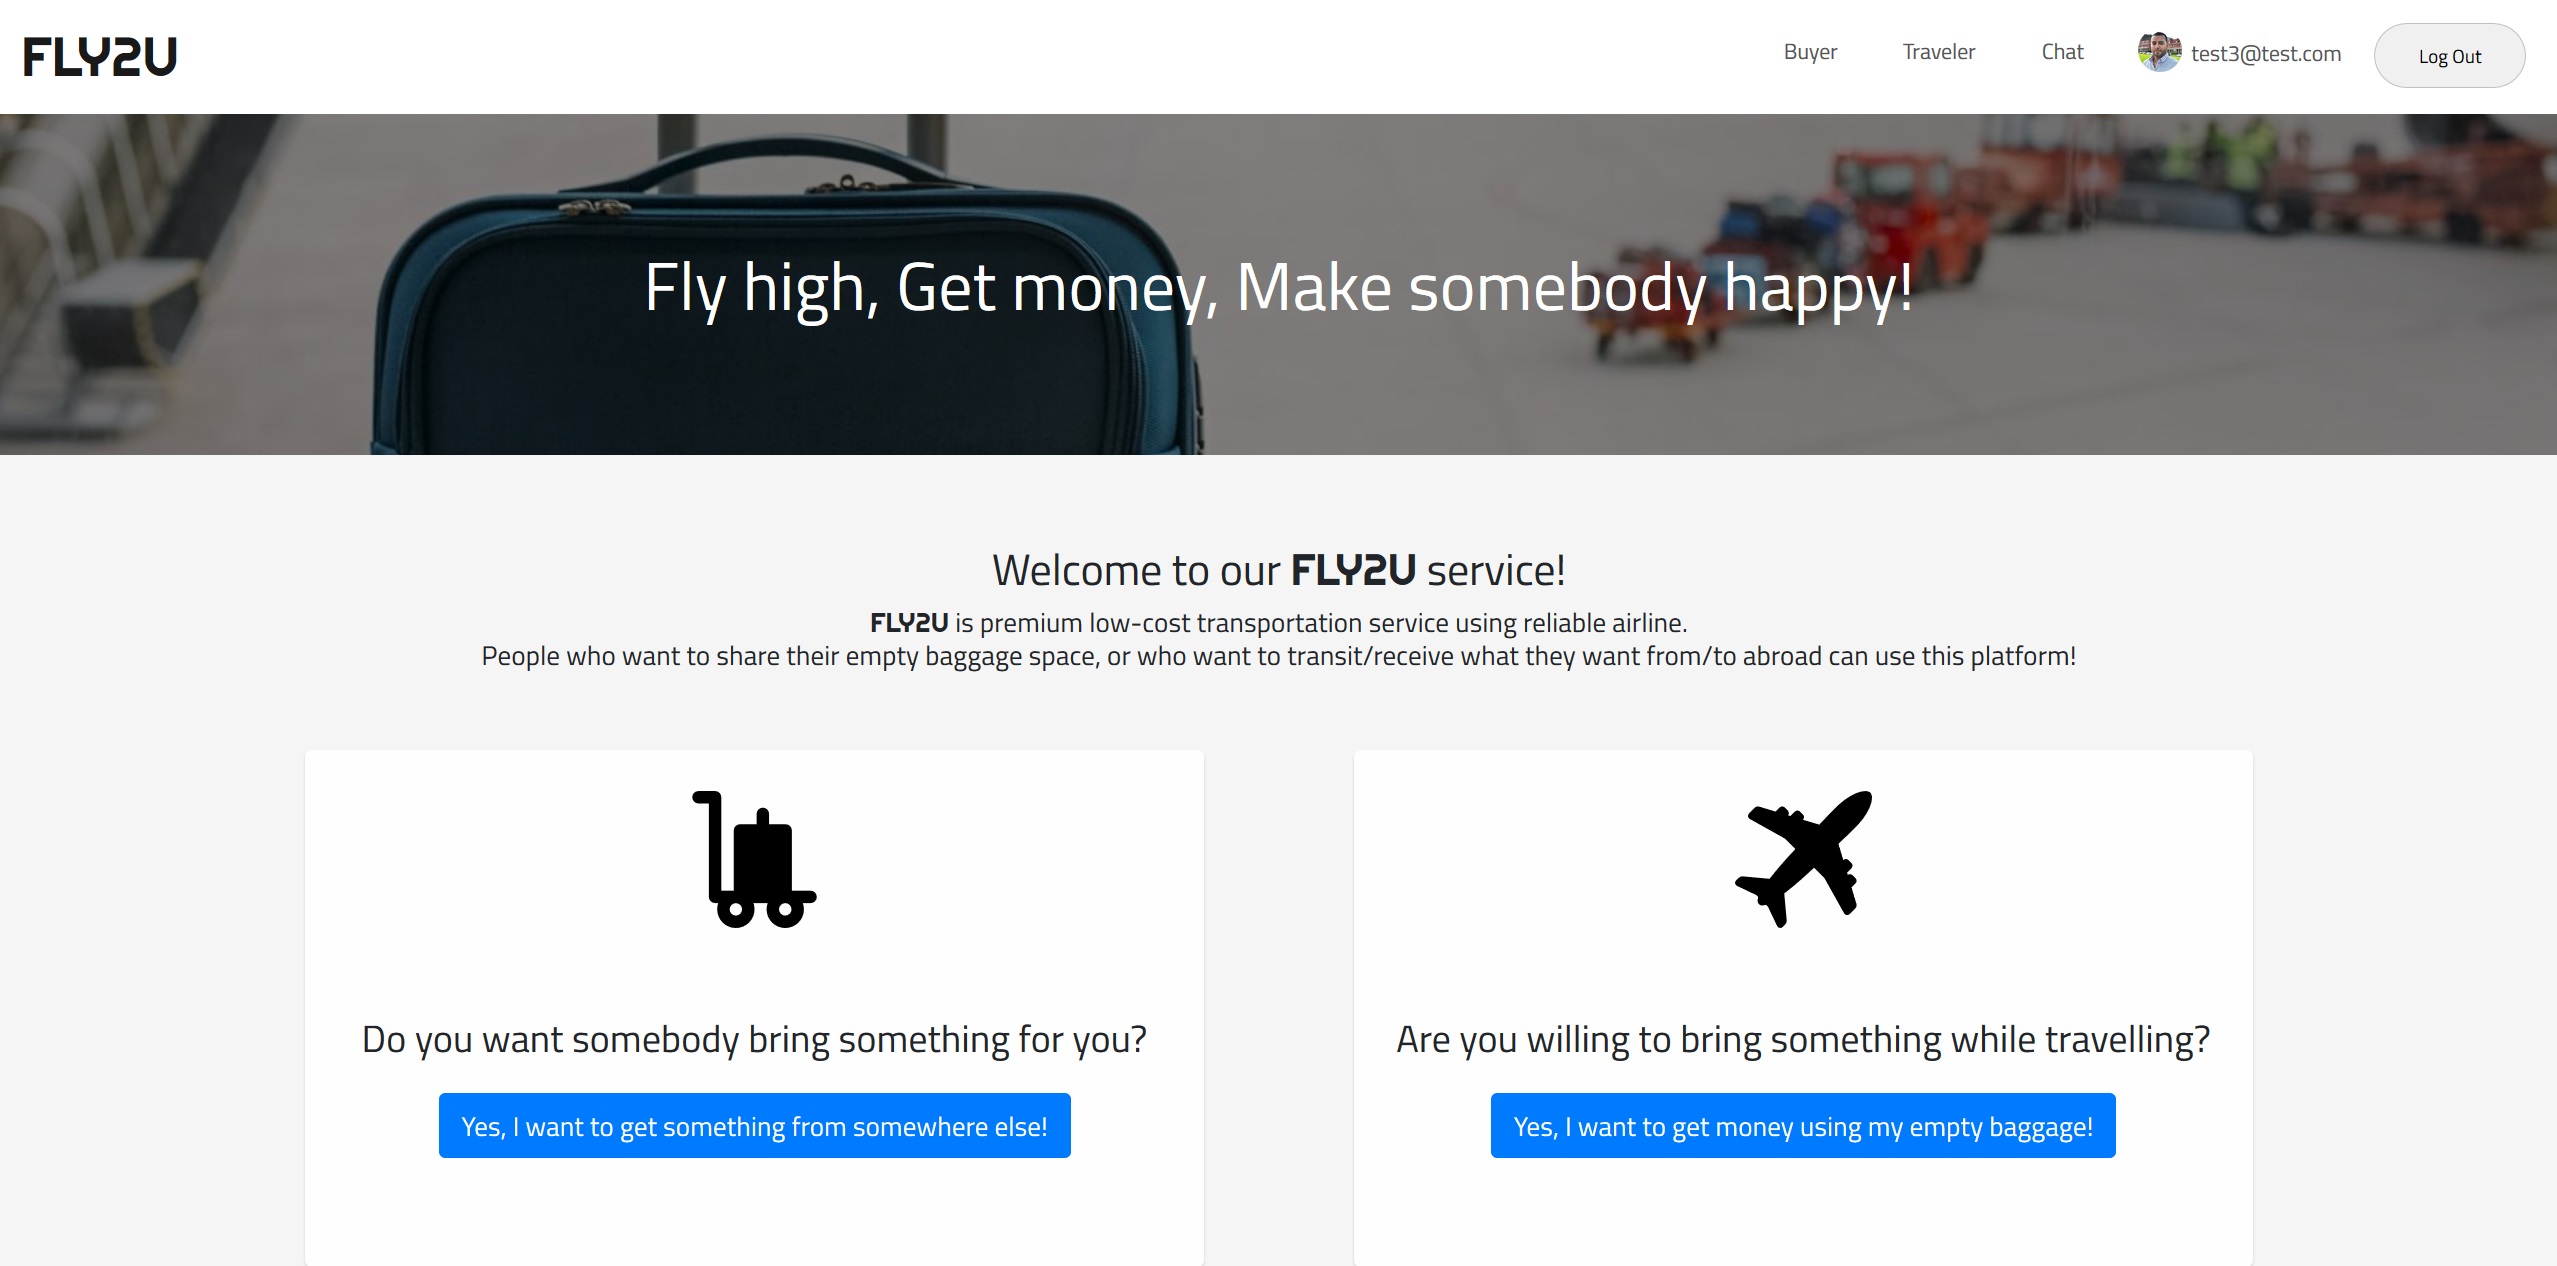 FLY2U
Buyer
Traveler
Chat
test3@test.com
Log Out
Fly high, Get money, Make somebody happy!
Welcome to our FLY2U service!
FLY2U is premium low-cost transportation service using reliable airline.
People who want to share their empty baggage space, or who want to transit/receive what they want from/to abroad can use this platform!
Do you want somebody bring something for you?
Yes, I want to get something from somewhere else!
Are you willing to bring something while travelling?
Yes, I want to get money using my empty baggage!